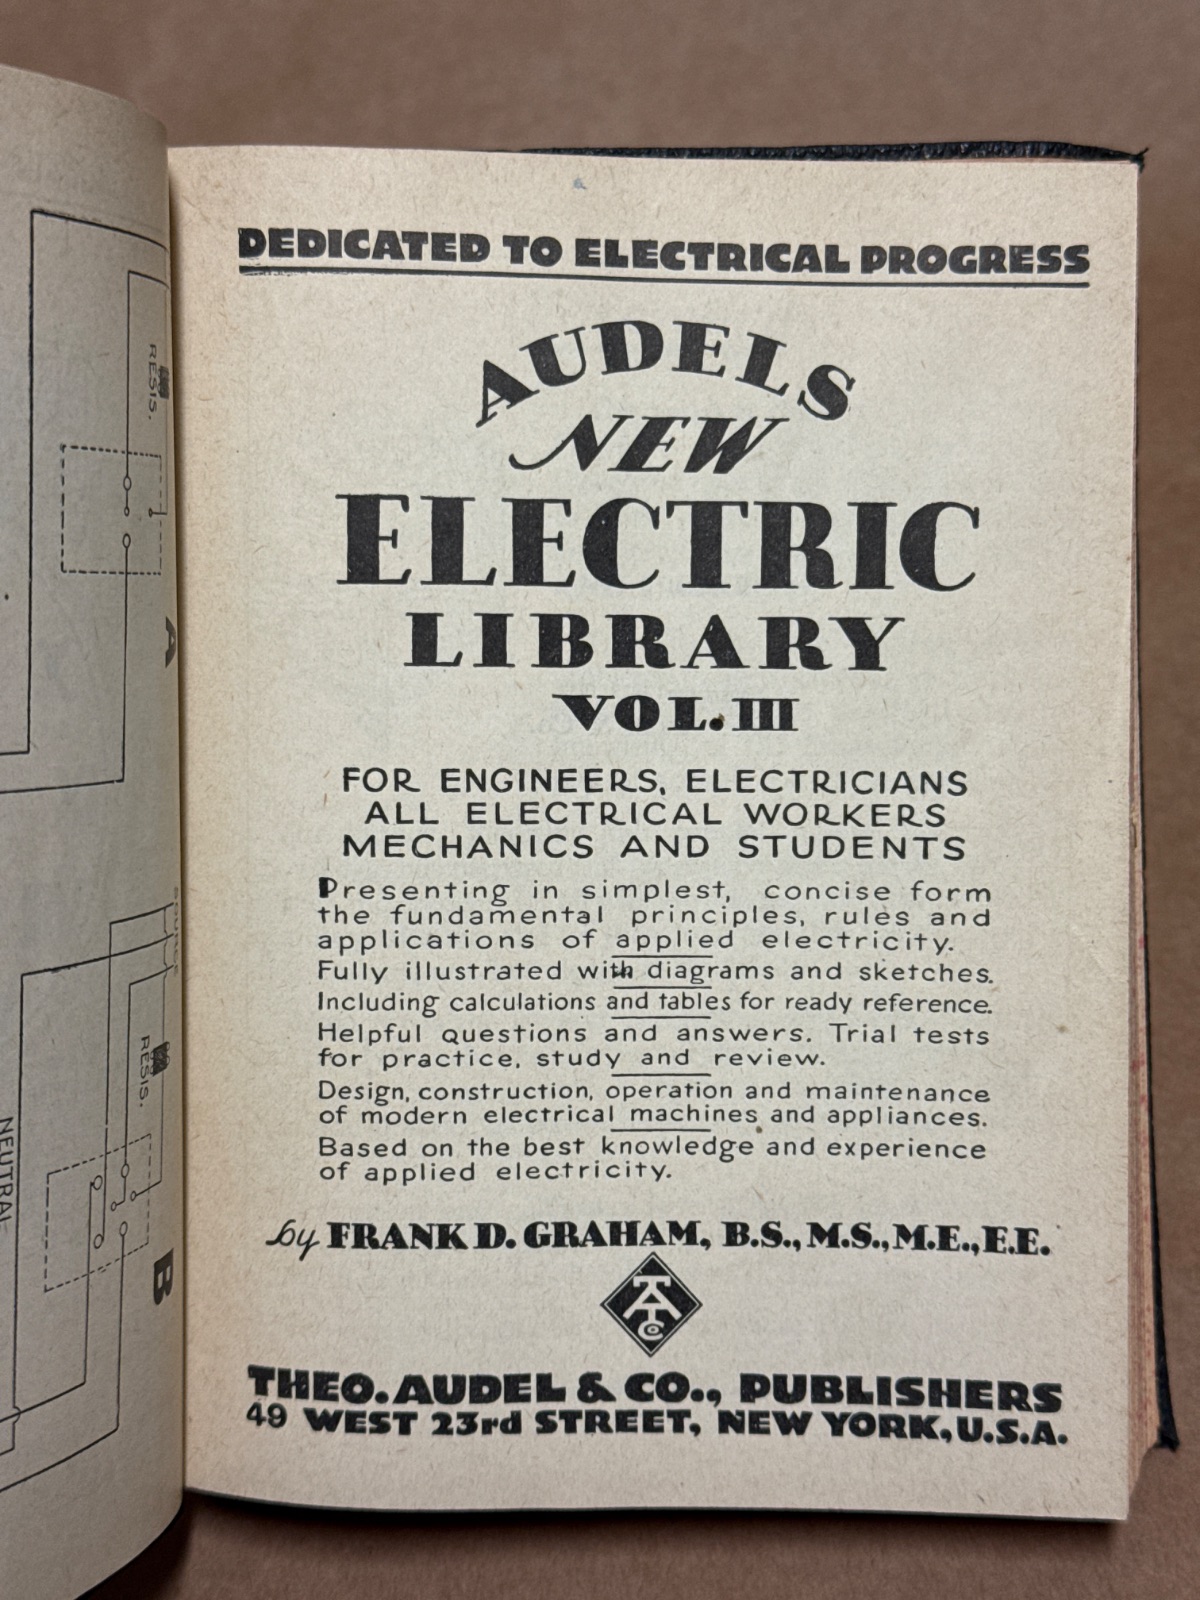 RESIS.
A
SOURCE
RESIS.
NEUTRAL
B
DEDICATED TO ELECTRICAL PROGRESS
AUDELS
NEW
ELECTRIC
LIBRARY
VOL. III
FOR ENGINEERS, ELECTRICIANS
ALL ELECTRICAL WORKERS
MECHANICS AND STUDENTS
Presenting in simplest, concise form
the fundamental principles, rules and
applications of applied electricity.
Fully illustrated with diagrams and sketches.
Including calculations and tables for ready reference.
Helpful questions and answers. Trial tests
for practice, study and review.
Design, construction, operation and maintenance
of modern electrical machines and appliances.
Based on the best knowledge and experience
of applied electricity.
by FRANK D. GRAHAM, B.S., M.S., M.E., E.E.
TA Co
THEO. AUDEL & CO., PUBLISHERS
49 WEST 23rd STREET, NEW YORK, U.S.A.